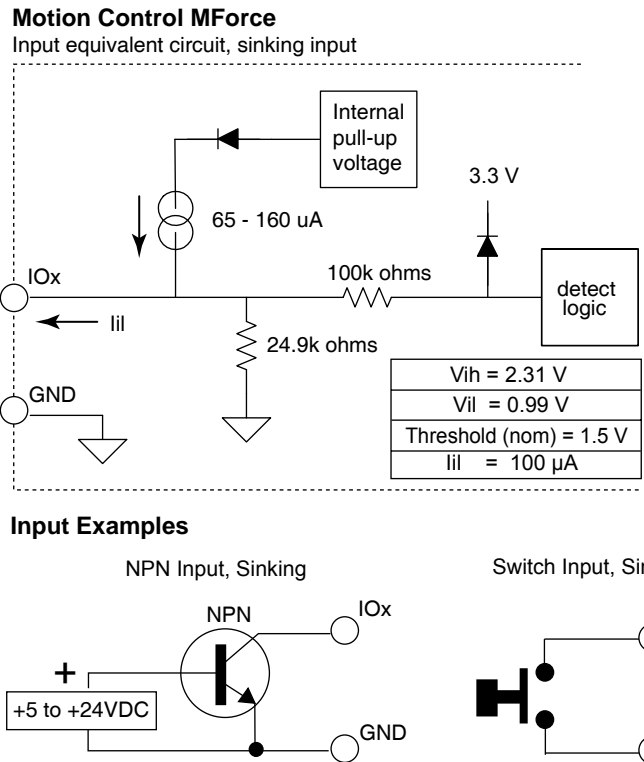 Motion Control MForce
Input equivalent circuit, sinking input
Internal
pull-up
voltage
3.3 V
65 - 160 uA
IOx
100k ohms
detect
logic
Iil
24.9k ohms
GND
Vih = 2.31 V
Vil = 0.99 V
Threshold (nom) = 1.5 V
Iil = 100 µA
Input Examples
NPN Input, Sinking
Switch Input,
NPN
IOx
+
+5 to +24VDC
GND